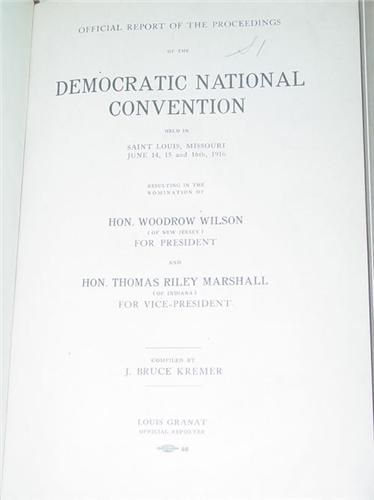 OFFICIAL REPORT OF THE PROCEEDINGS
OF THE
DEMOCRATIC NATIONAL
CONVENTION
HELD IN
SAINT LOUIS, MISSOURI
JUNE 14, 15 and 16th, 1916
RESULTING IN THE
NOMINATION OF
HON. WOODROW WILSON
(OF NEW JERSEY)
FOR PRESIDENT
AND
HON. THOMAS RILEY MARSHALL
(OF INDIANA)
FOR VICE-PRESIDENT
COMPILED BY
J. BRUCE KREMER
LOUIS GRANAT
OFFICIAL REPORTER